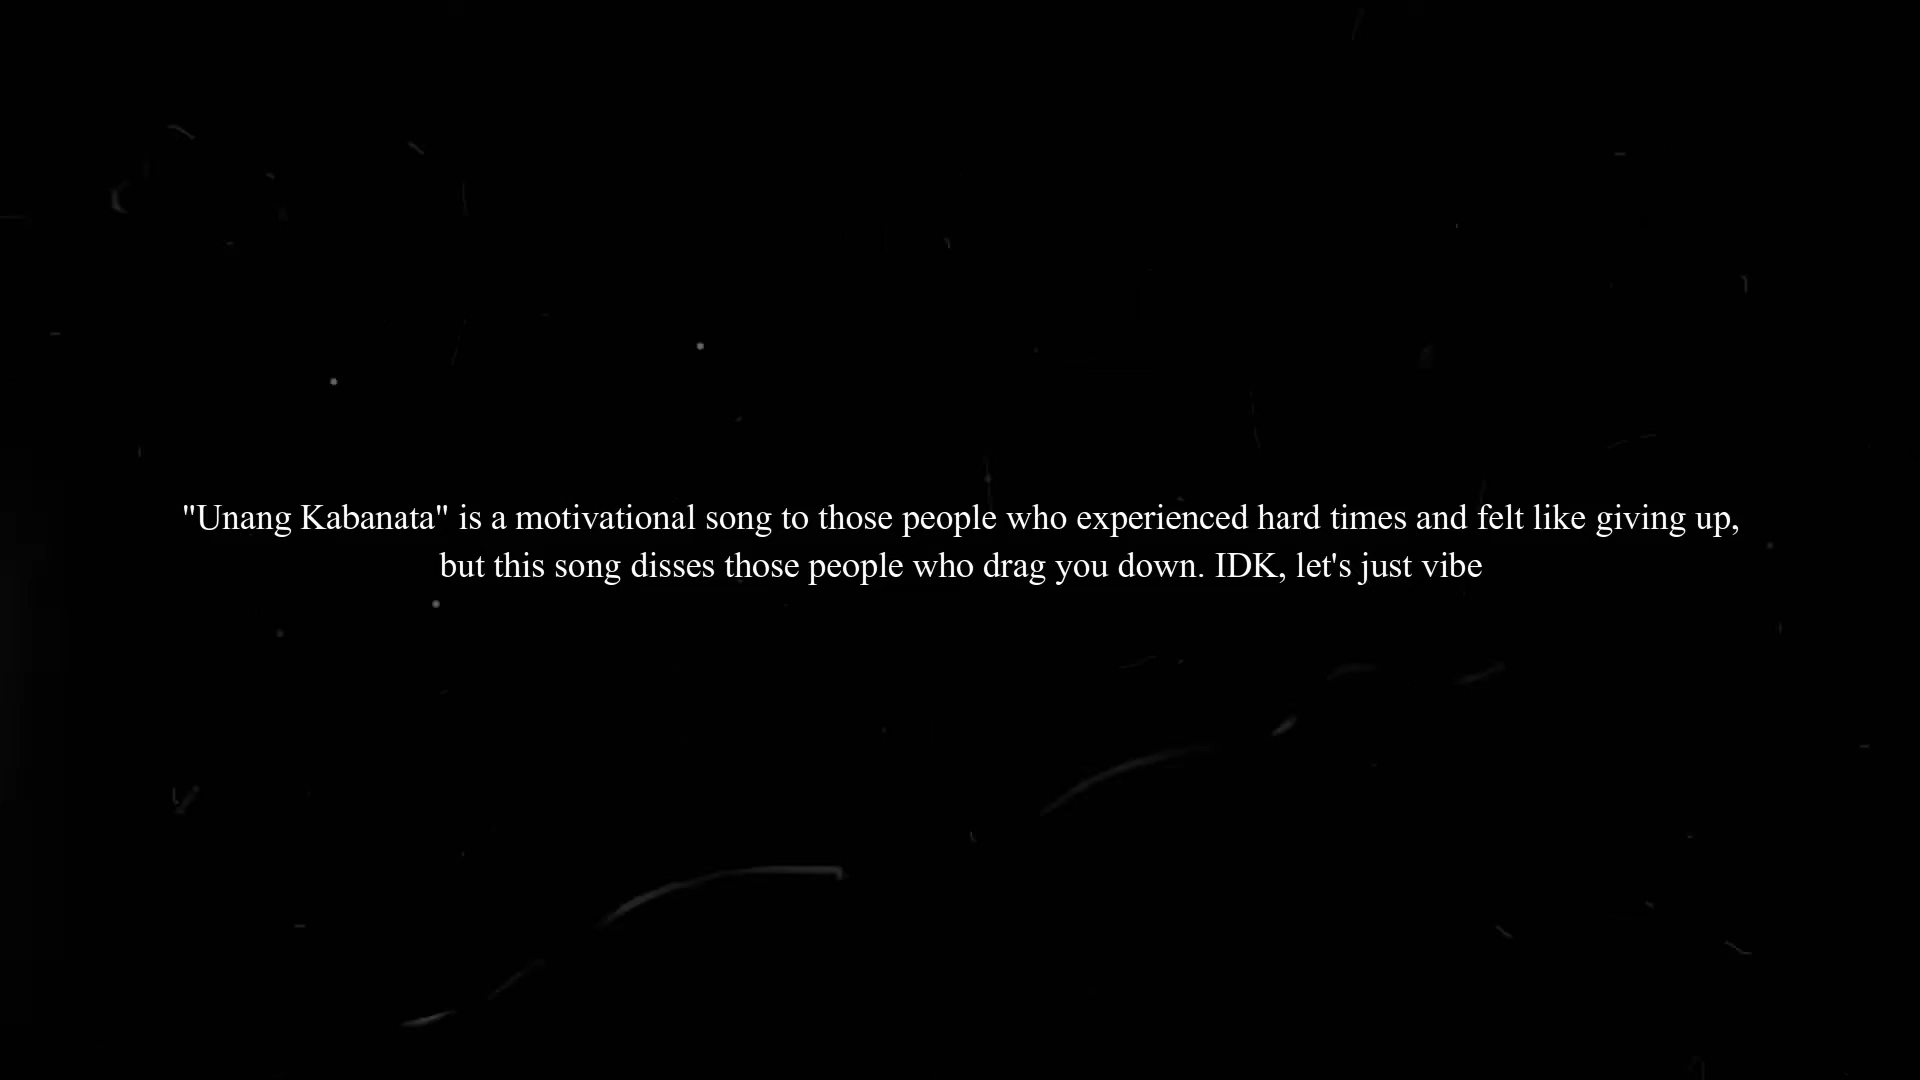 "Unang Kabanata" is a motivational song to those people who experienced hard times and felt like giving up,
but this song disses those people who drag you down. IDK, let's just vibe